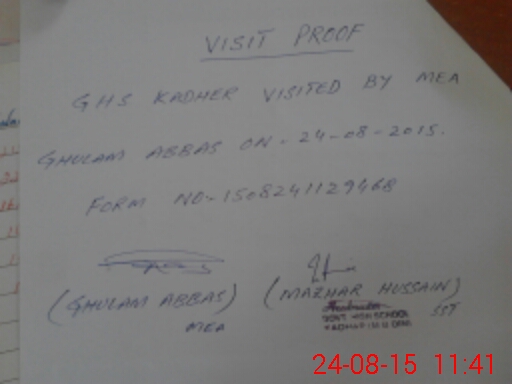 VISIT PROOF
GHS KADHER VISITED BY MEA
GHULAM ABBAS ON - 24-08-2015.
FORM NO- 1508241129468
(GHULAM ABBAS) (MAZHAR HUSSAIN)
MEA SST
GOVT HIGH SCHOOL
24-08-15 11:41